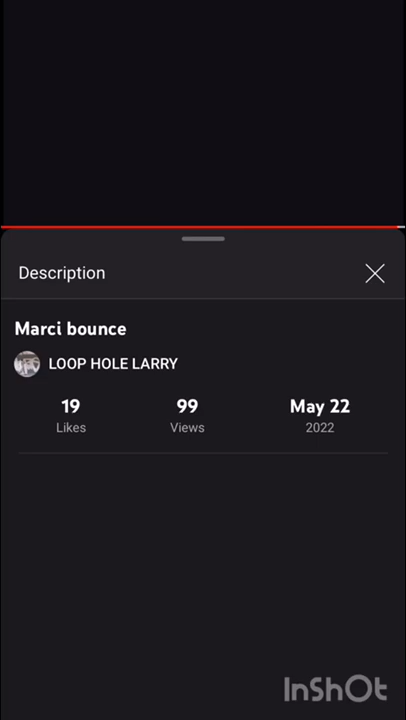 Description
Marci bounce
LOOP HOLE LARRY
19 99 May 22
Likes Views 2022
InShOt